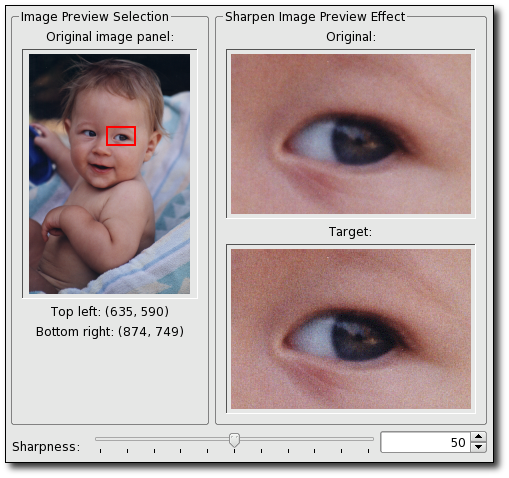 Image Preview Selection
Original image panel:
Top left: (635, 590)
Bottom right: (874, 749)
Sharpen Image Preview Effect
Original:
Target:
Sharpness:
50